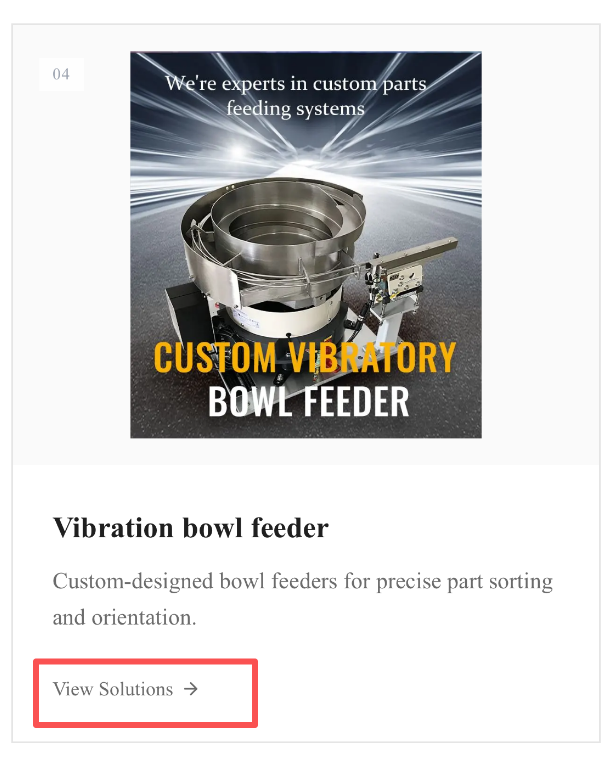 04
We're experts in custom parts
feeding systems
CUSTOM VIBRATORY
BOWL FEEDER
Vibration bowl feeder
Custom-designed bowl feeders for precise part sorting
and orientation.
View Solutions →